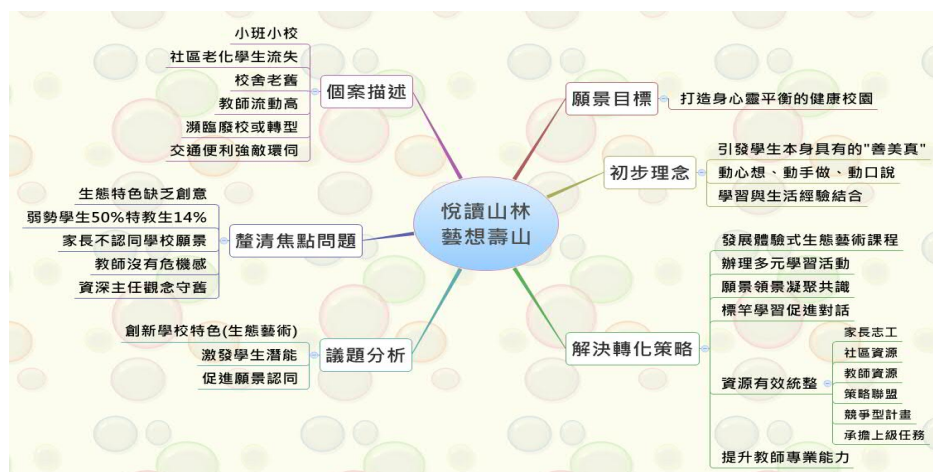 悅讀山林
藝想壽山
個案描述
小班小校
社區老化學生流失
校舍老舊
教師流動高
瀕臨廢校或轉型
交通便利強敵環伺
釐清焦點問題
生態特色缺乏創意
弱勢學生50%特教生14%
家長不認同學校願景
教師沒有危機感
資深主任觀念守舊
議題分析
創新學校特色(生態藝術)
激發學生潛能
促進願景認同
願景目標
打造身心靈平衡的健康校園
初步理念
引發學生本身具有的"善美真"
動心想、動手做、動口說
學習與生活經驗結合
解決轉化策略
發展體驗式生態藝術課程
辦理多元學習活動
願景領景凝聚共識
標竿學習促進對話
資源有效統整
家長志工
社區資源
教師資源
策略聯盟
競爭型計畫
承擔上級任務
提升教師專業能力